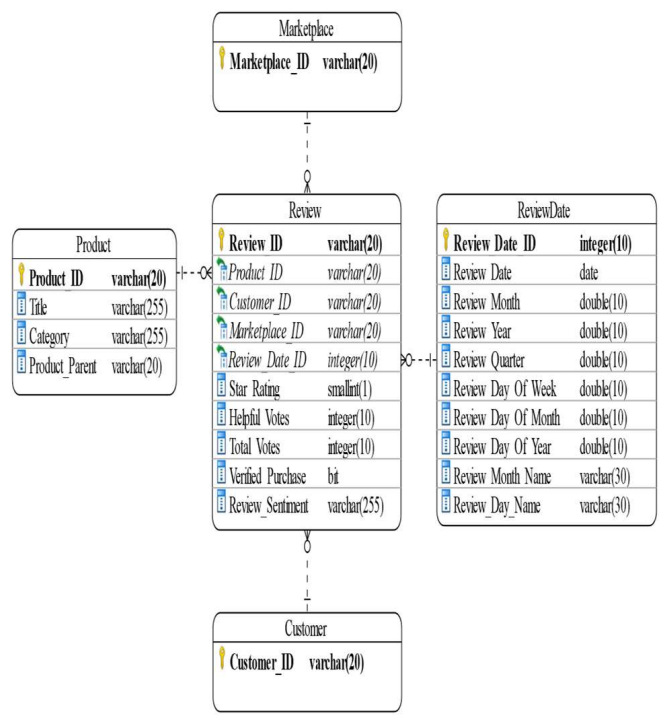 Marketplace
Marketplace_ID varchar(20)
Review
Review_ID varchar(20)
Product_ID varchar(20)
Customer_ID varchar(20)
Marketplace_ID varchar(20)
Review_Date_ID integer(10)
Star Rating smallint(1)
Helpful Votes integer(10)
Total Votes integer(10)
Verified Purchase bit
Review_Sentiment varchar(255)
Product
Product_ID varchar(20)
Title varchar(255)
Category varchar(255)
Product_Parent varchar(20)
ReviewDate
Review_Date_ID integer(10)
Review_Date date
Review Month double(10)
Review Year double(10)
Review Quarter double(10)
Review Day Of Week double(10)
Review Day Of Month double(10)
Review Day Of Year double(10)
Review Month Name varchar(30)
Review_Day_Name varchar(30)
Customer
Customer_ID varchar(20)